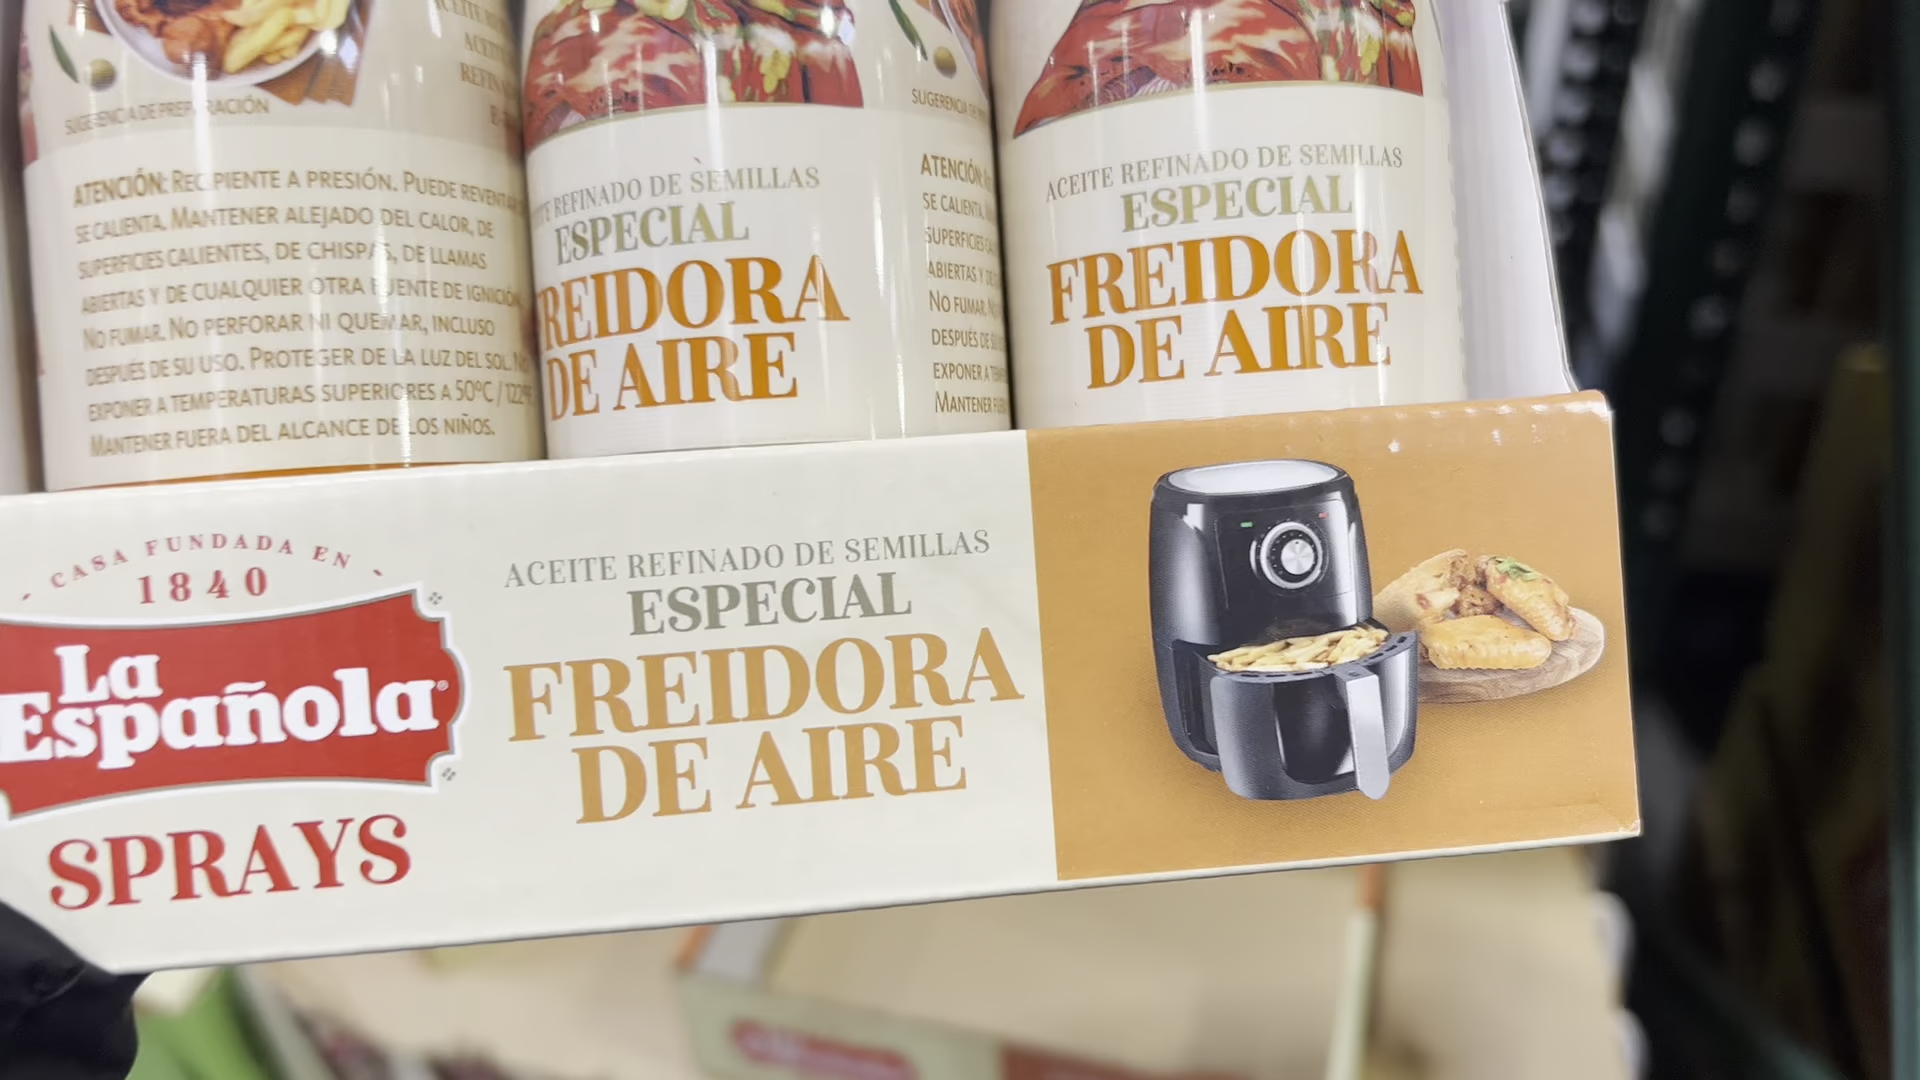 SUGERENCIA DE PREPARACIÓN
ACEITE
REFIN
ATENCIÓN: RECIPIENTE A PRESIÓN. PUEDE REVENTAR
SE CALIENTA. MANTENER ALEJADO DEL CALOR, DE
SUPERFICIES CALIENTES, DE CHISPAS, DE LLAMAS
ABIERTAS Y DE CUALQUIER OTRA FUENTE DE IGNICIÓN
NO FUMAR. NO PERFORAR NI QUEMAR, INCLUSO
DESPUÉS DE SU USO. PROTEGER DE LA LUZ DEL SOL. NO
EXPONER A TEMPERATURAS SUPERIORES A 50ºC / 122ºF
MANTENER FUERA DEL ALCANCE DE LOS NIÑOS.
REFINADO DE SEMILLAS
ESPECIAL
FREIDORA
DE AIRE
SUGERENCIA DE
ATENCIÓN:
SE CALIENTA.
SUPERFICIES
ABIERTAS Y DE
NO FUMAR.
DESPUÉS DE
EXPONER A
MANTENER
ACEITE REFINADO DE SEMILLAS
ESPECIAL
FREIDORA
DE AIRE
CASA FUNDADA EN
1840
La
Española
SPRAYS
ACEITE REFINADO DE SEMILLAS
ESPECIAL
FREIDORA
DE AIRE